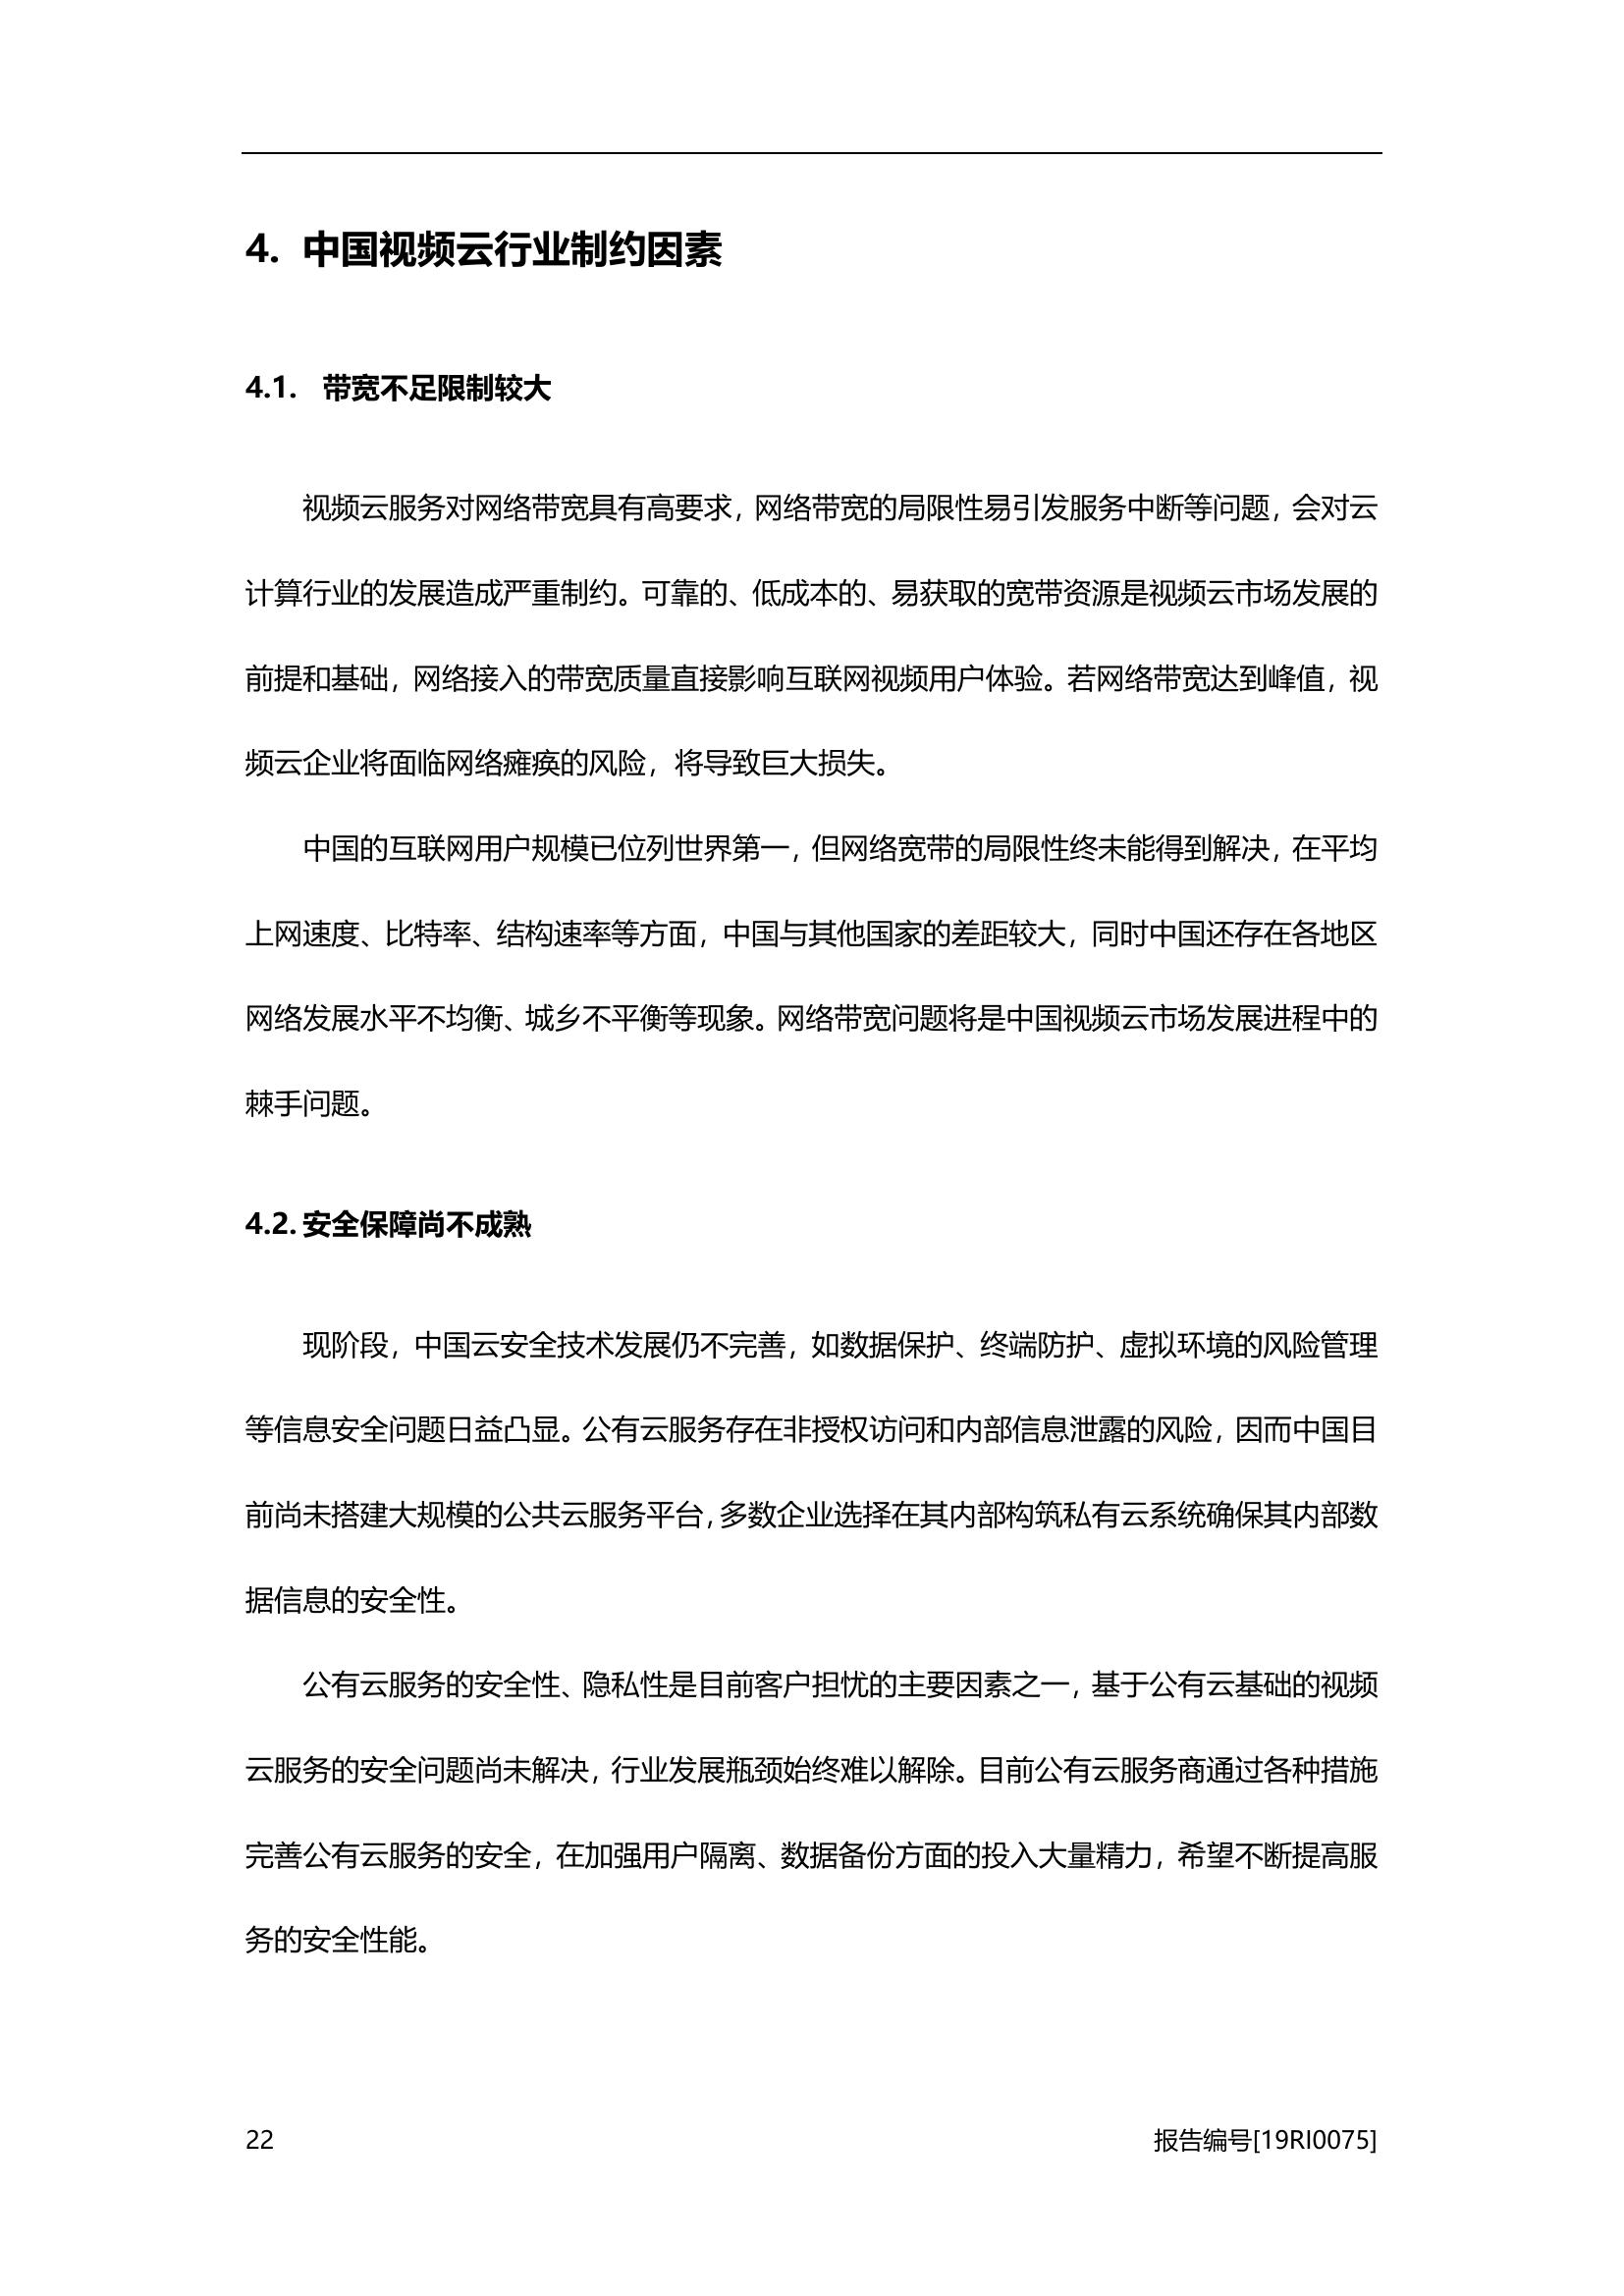 4. 中国视频云行业制约因素
4.1. 带宽不足限制较大
视频云服务对网络带宽具有高要求，网络带宽的局限性易引发服务中断等问题，会对云
计算行业的发展造成严重制约。可靠的、低成本的、易获取的宽带资源是视频云市场发展的
前提和基础，网络接入的带宽质量直接影响互联网视频用户体验。若网络带宽达到峰值，视
频云企业将面临网络瘫痪的风险，将导致巨大损失。
中国的互联网用户规模已位列世界第一，但网络宽带的局限性终未能得到解决，在平均
上网速度、比特率、结构速率等方面，中国与其他国家的差距较大，同时中国还存在各地区
网络发展水平不均衡、城乡不平衡等现象。网络带宽问题将是中国视频云市场发展进程中的
棘手问题。
4.2. 安全保障尚不成熟
现阶段，中国云安全技术发展仍不完善，如数据保护、终端防护、虚拟环境的风险管理
等信息安全问题日益凸显。公有云服务存在非授权访问和内部信息泄露的风险，因而中国目
前尚未搭建大规模的公共云服务平台，多数企业选择在其内部构筑私有云系统确保其内部数
据信息的安全性。
公有云服务的安全性、隐私性是目前客户担忧的主要因素之一，基于公有云基础的视频
云服务的安全问题尚未解决，行业发展瓶颈始终难以解除。目前公有云服务商通过各种措施
完善公有云服务的安全，在加强用户隔离、数据备份方面的投入大量精力，希望不断提高服
务的安全性能。
22 报告编号[19RI0075]